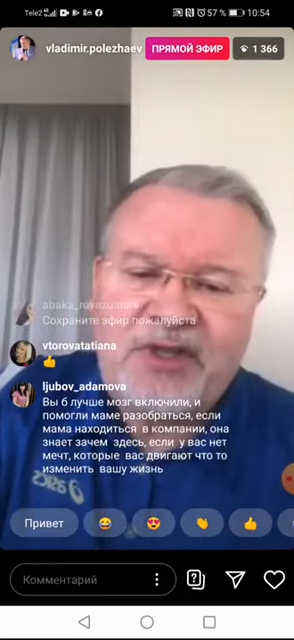 Tele2 57 % 10:54
vladimir.polezhaev ПРЯМОЙ ЭФИР 1 366
abaka_rovazuatora
Сохраните эфир пожалуйста
vtorovatatiana
👍
ljubov_adamova
Вы б лучше мозг включили, и
помогли маме разобраться, если
мама находиться в компании, она
знает зачем здесь, если у вас нет
мечт, которые вас двигают что то
изменить вашу жизнь
Привет 😂 😍 👏 👍
Комментарий